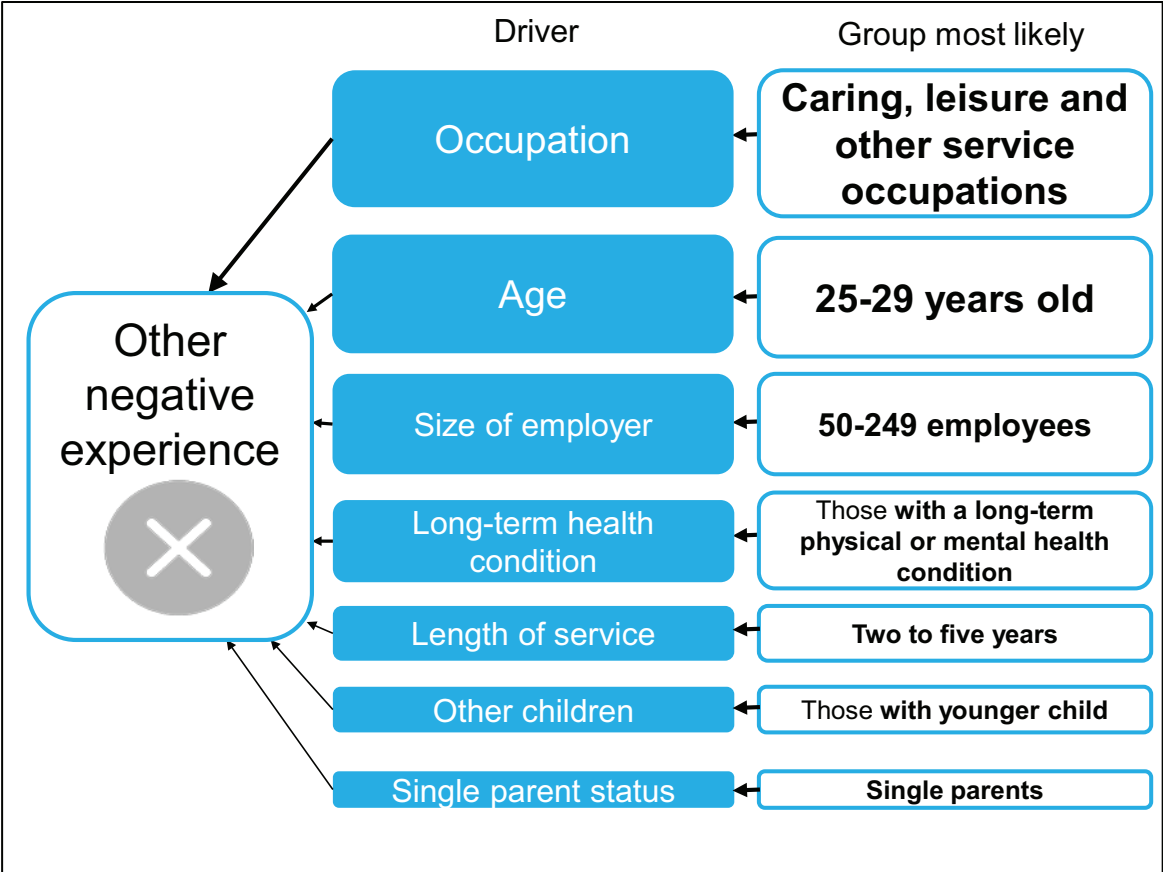 Driver
Group most likely
Occupation
Caring, leisure and
other service
occupations
Age
25-29 years old
Other
negative
experience
Size of employer
50-249 employees
Long-term health
condition
Those with a long-term
physical or mental health
condition
Length of service
Two to five years
Other children
Those with younger child
Single parent status
Single parents